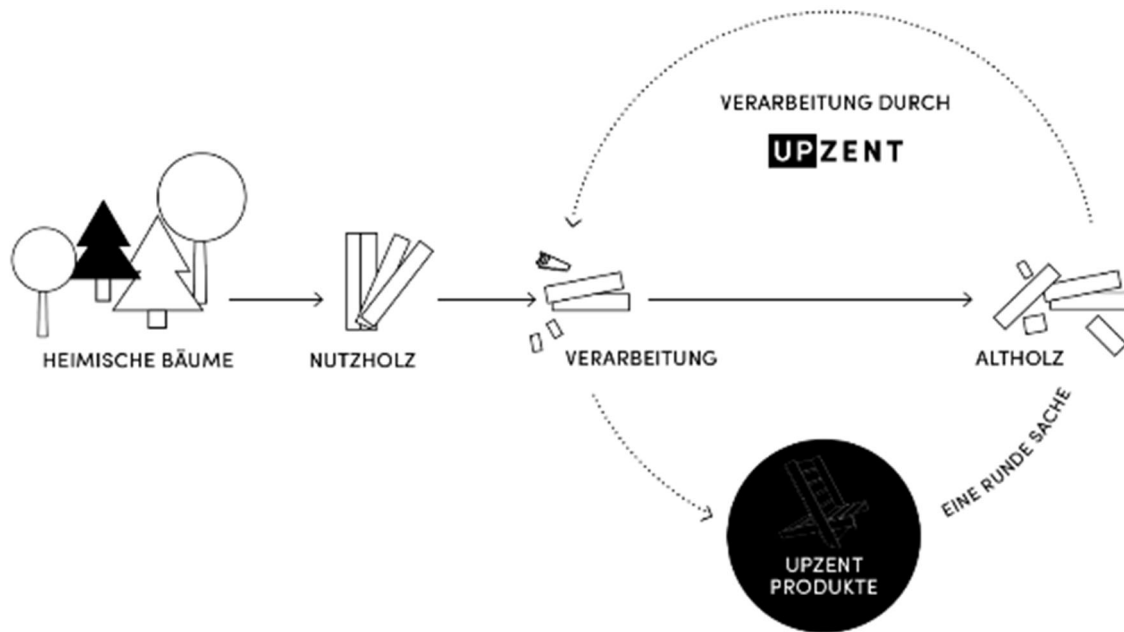 VERARBEITUNG DURCH
UPZENT
HEIMISCHE BÄUME
NUTZHOLZ
VERARBEITUNG
ALTHOLZ
EINE RUNDE SACHE
UPZENT
PRODUKTE